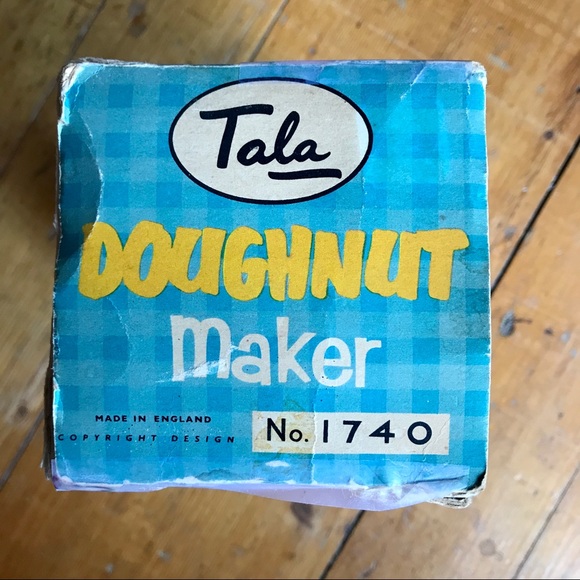 Tala
DOUGHNUT
maker
MADE IN ENGLAND
COPYRIGHT DESIGN
No. 1740